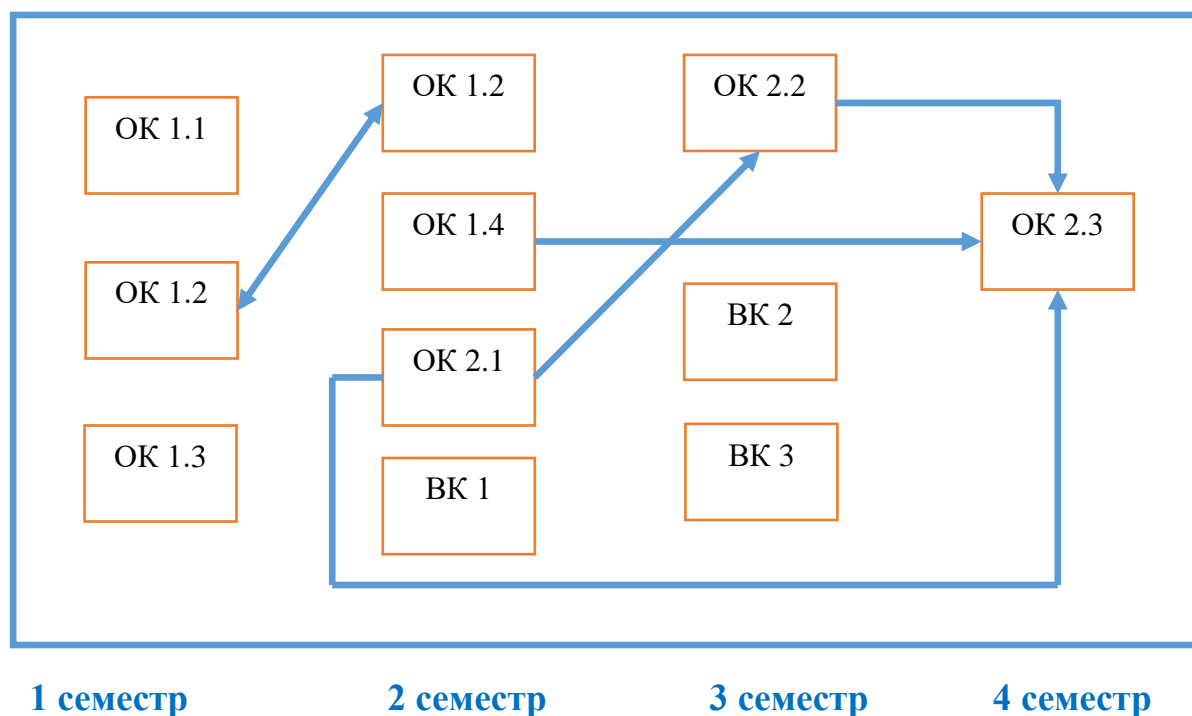 ОК 1.1
ОК 1.2
ОК 1.3
ОК 1.2
ОК 1.4
ОК 2.1
ВК 1
ОК 2.2
ВК 2
ВК 3
ОК 2.3
1 семестр
2 семестр
3 семестр
4 семестр